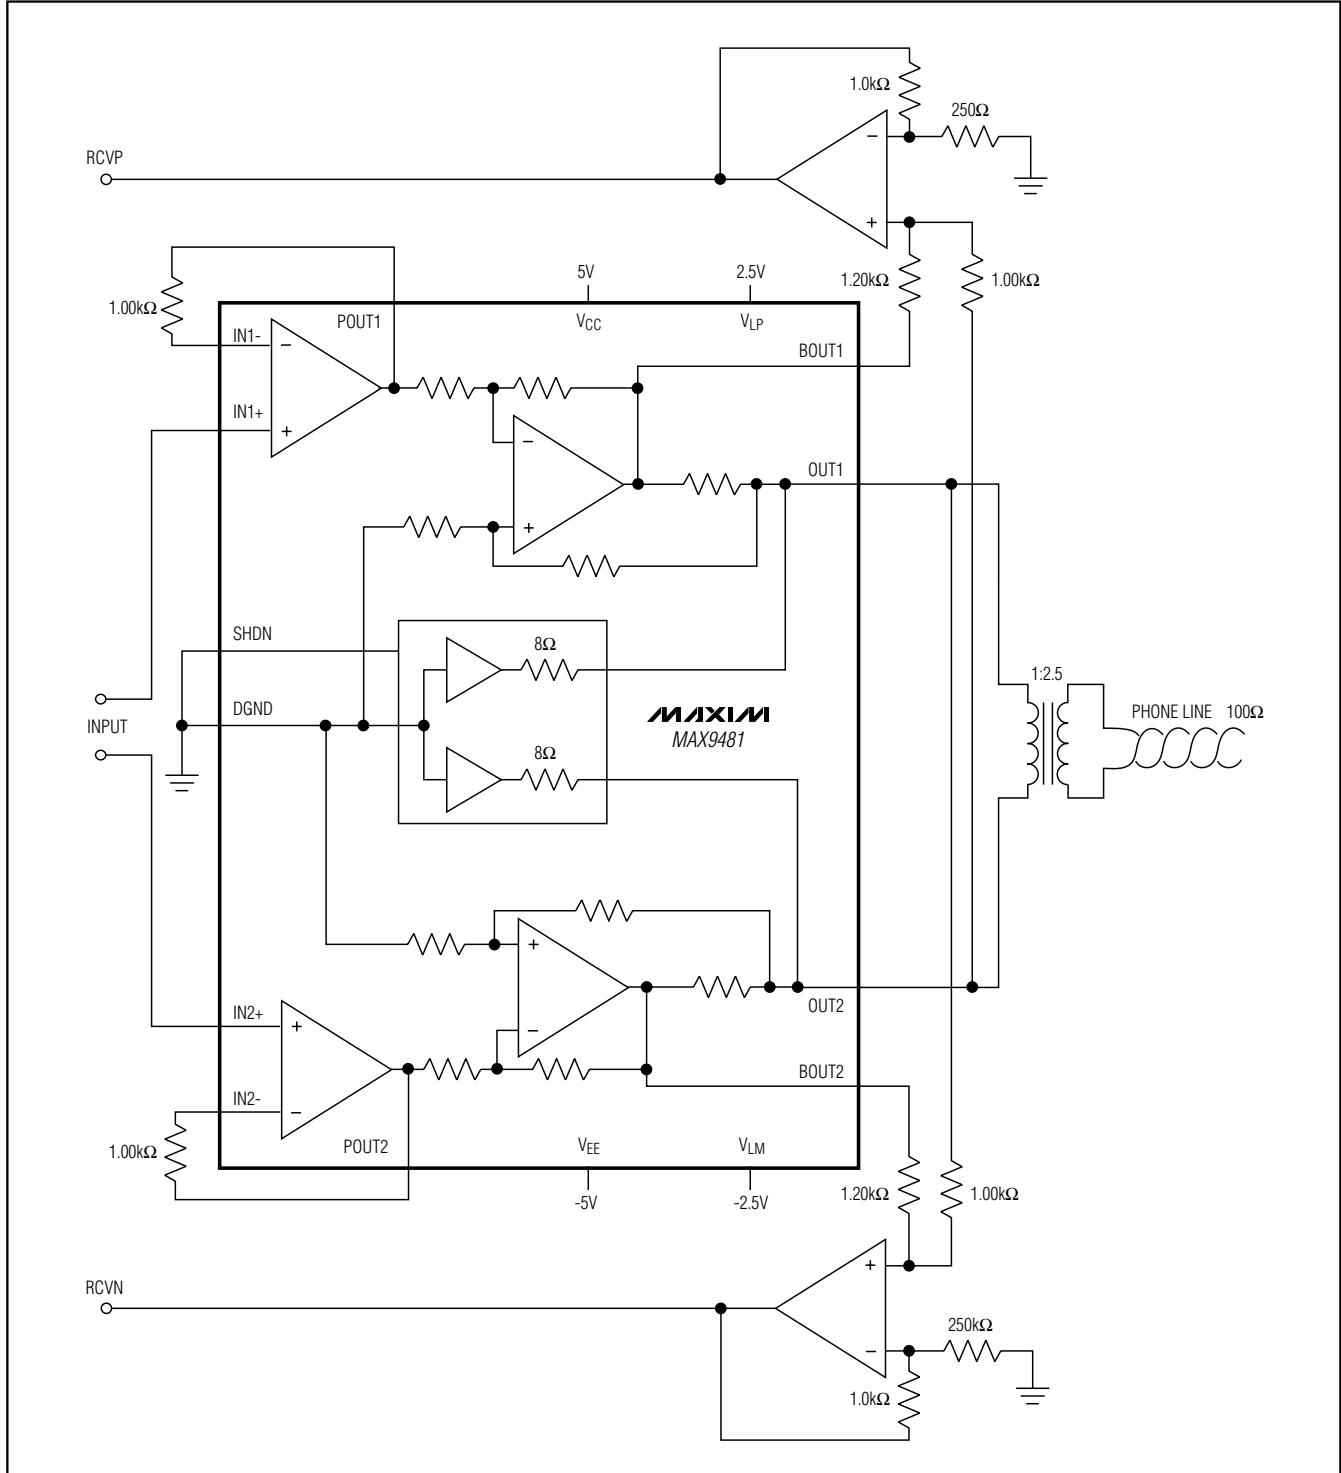 1.0kΩ
250Ω
−
RCVP
+
1.20kΩ
1.00kΩ
5V
2.5V
1.00kΩ
POUT1
VCC
VLP
IN1-
−
BOUT1
IN1+
+
−
OUT1
+
SHDN
8Ω
1:2.5
DGND
MAXIM
PHONE LINE 100Ω
INPUT
MAX9481
8Ω
+
IN2+
OUT2
+
−
BOUT2
IN2-
−
1.00kΩ
POUT2
VEE
VLM
1.20kΩ
1.00kΩ
-5V
-2.5V
+
RCVN
250kΩ
−
1.0kΩ